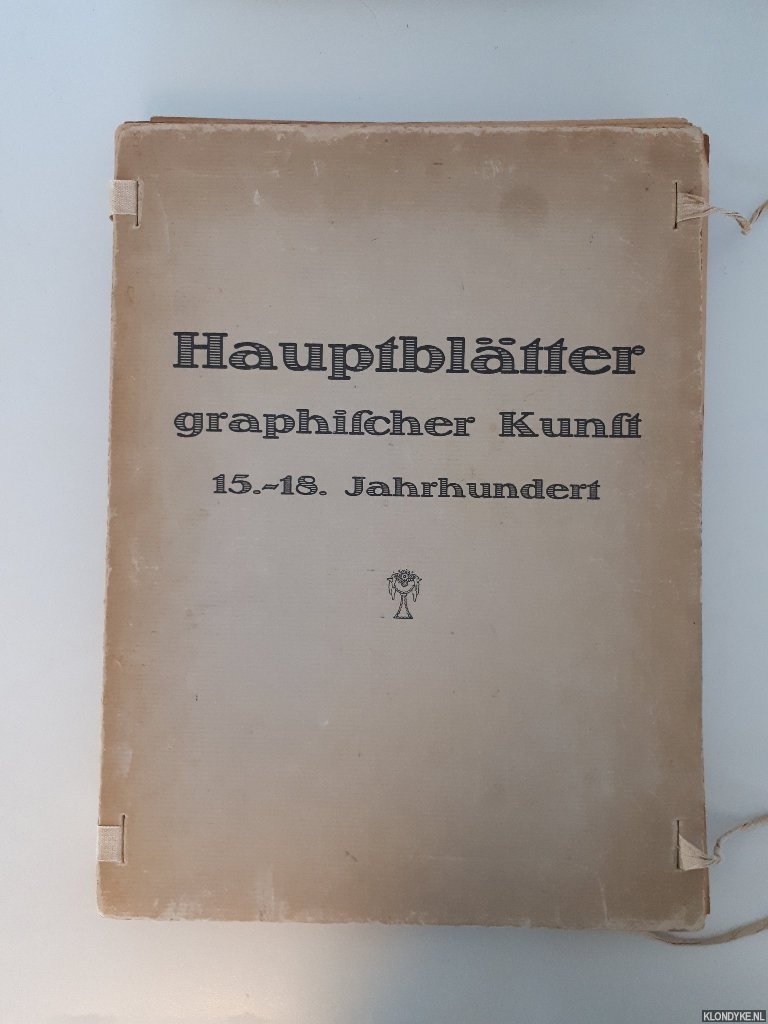 Hauptblätter
graphiſcher Kunſt
15.-18. Jahrhundert
KLONDYKE.NL